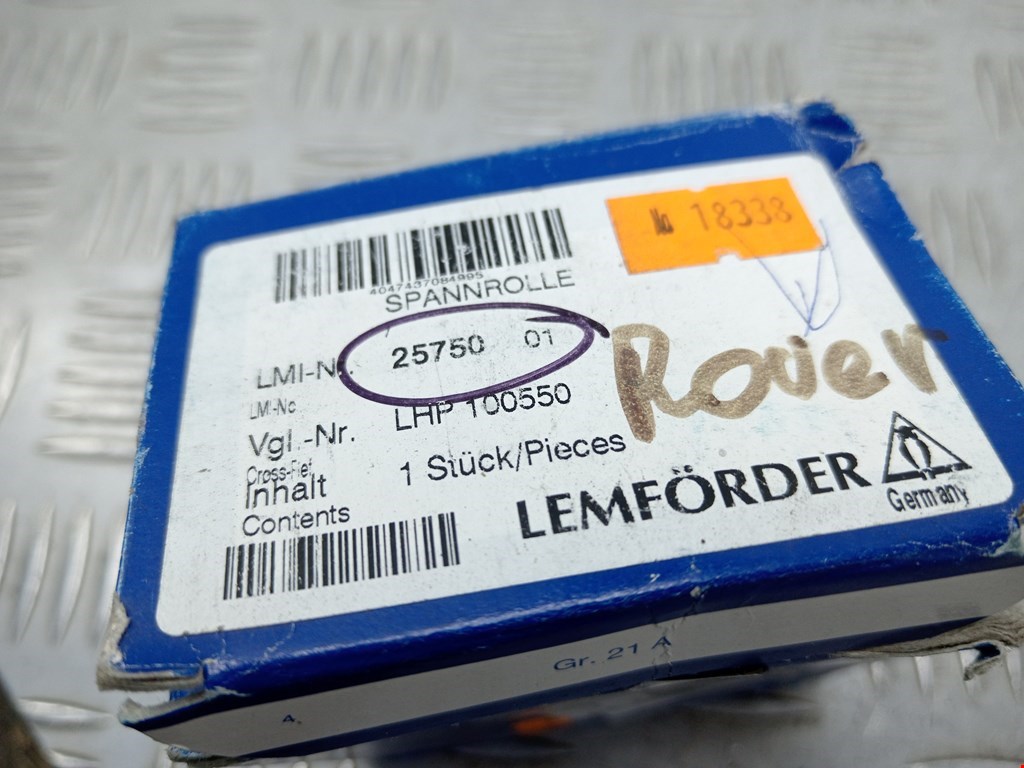 No 18338
4047437084995
SPANNROLLE
LMI-Nr. 25750 01
LMI-No
Vgl.-Nr. LHP 100550
Cross-Ref
Inhalt 1 Stück/Pieces
Contents
Rover
LEMFÖRDER
Germany
Gr. 21 A
4.